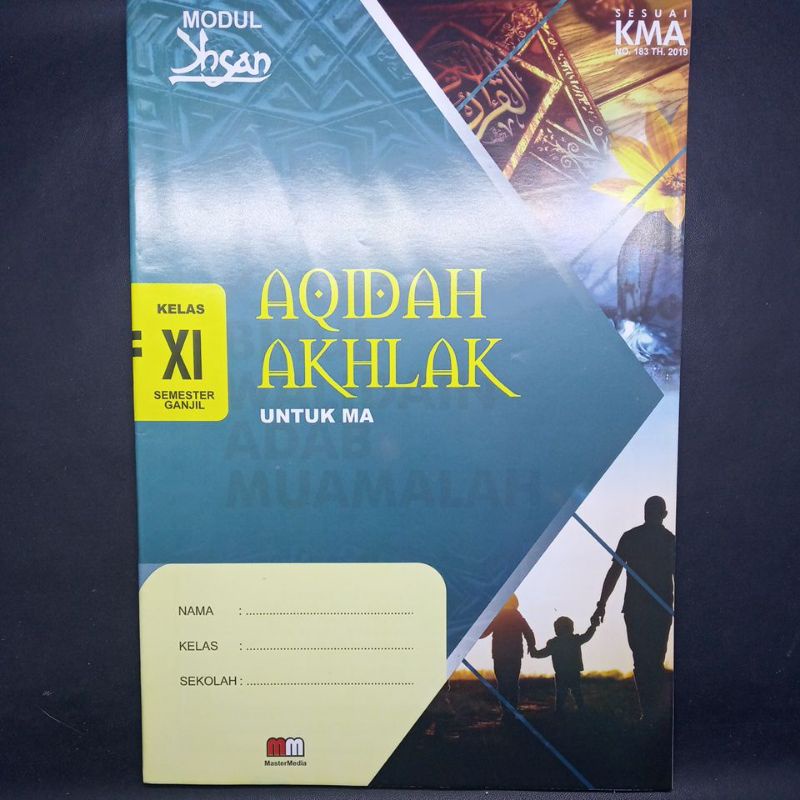 MODUL
Ihsan
SESUAI
KMA
NO. 183 TH. 2019
KELAS
XI
SEMESTER
GANJIL
AQIDAH
AKHLAK
UNTUK MA
ADAB
MUAMALAH
NAMA : ............................................
KELAS : ............................................
SEKOLAH : ............................................
mm
MasterMedia